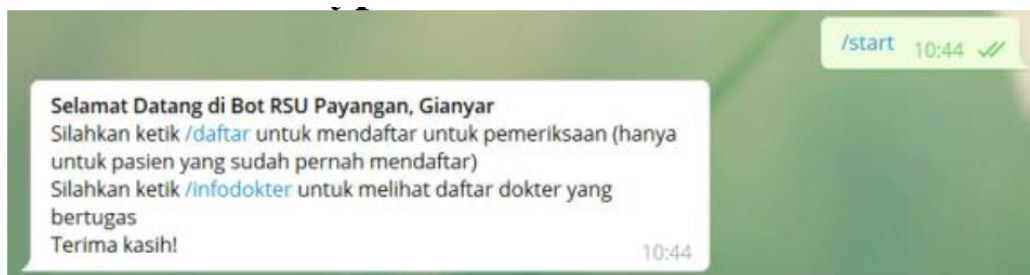 /start 10:44
Selamat Datang di Bot RSU Payangan, Gianyar
Silahkan ketik /daftar untuk mendaftar untuk pemeriksaan (hanya
untuk pasien yang sudah pernah mendaftar)
Silahkan ketik /infodokter untuk melihat daftar dokter yang
bertugas
Terima kasih!
10:44